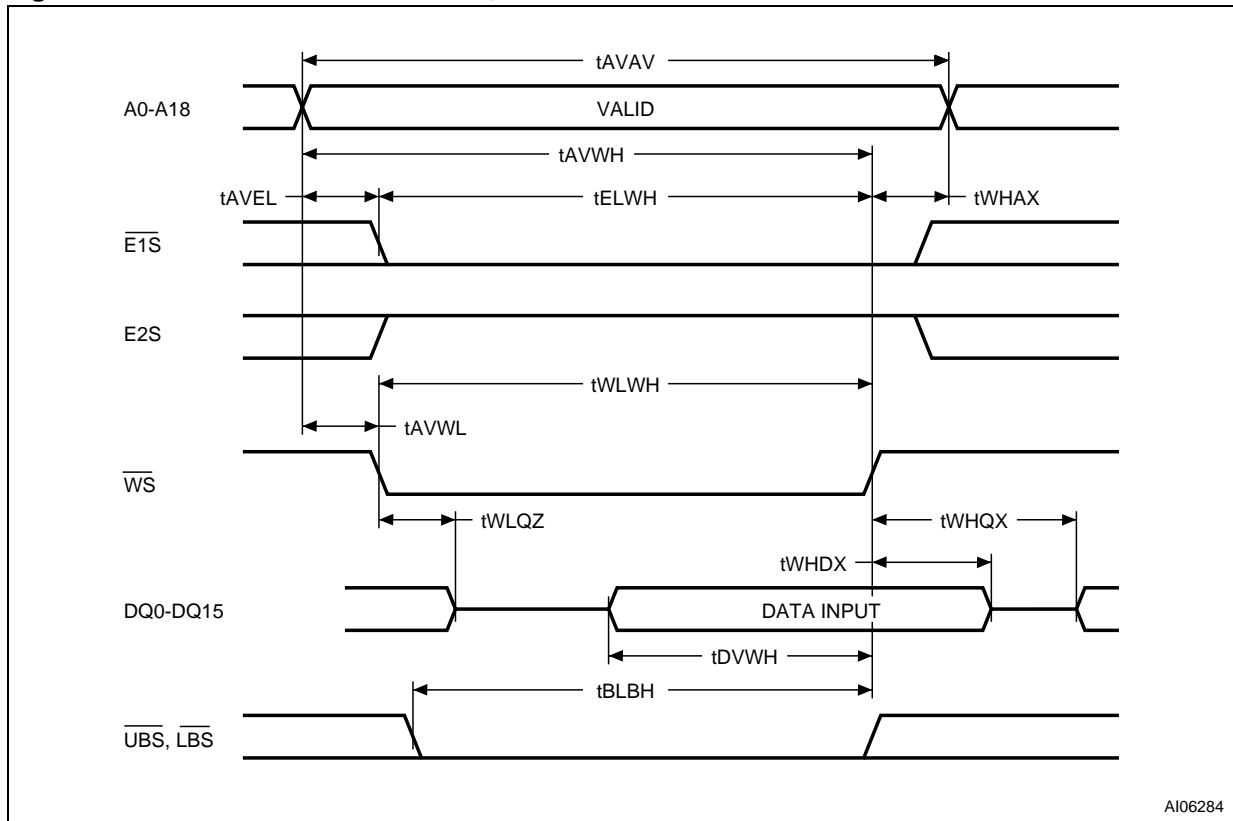 tAVAV
A0-A18
VALID
tAVWH
tAVEL
tELWH
tWHAX
E1S
E2S
tWLWH
tAVWL
WS
tWLQZ
tWHQX
tWHDX
DQ0-DQ15
DATA INPUT
tDVWH
tBLBH
UBS, LBS
AI06284